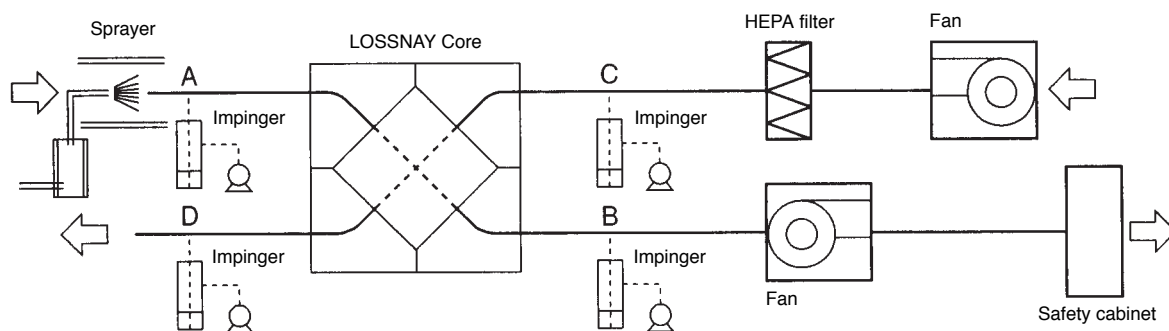 Sprayer
LOSSNAY Core
HEPA filter
Fan
A
Impinger
C
Impinger
D
Impinger
B
Impinger
Fan
Safety cabinet